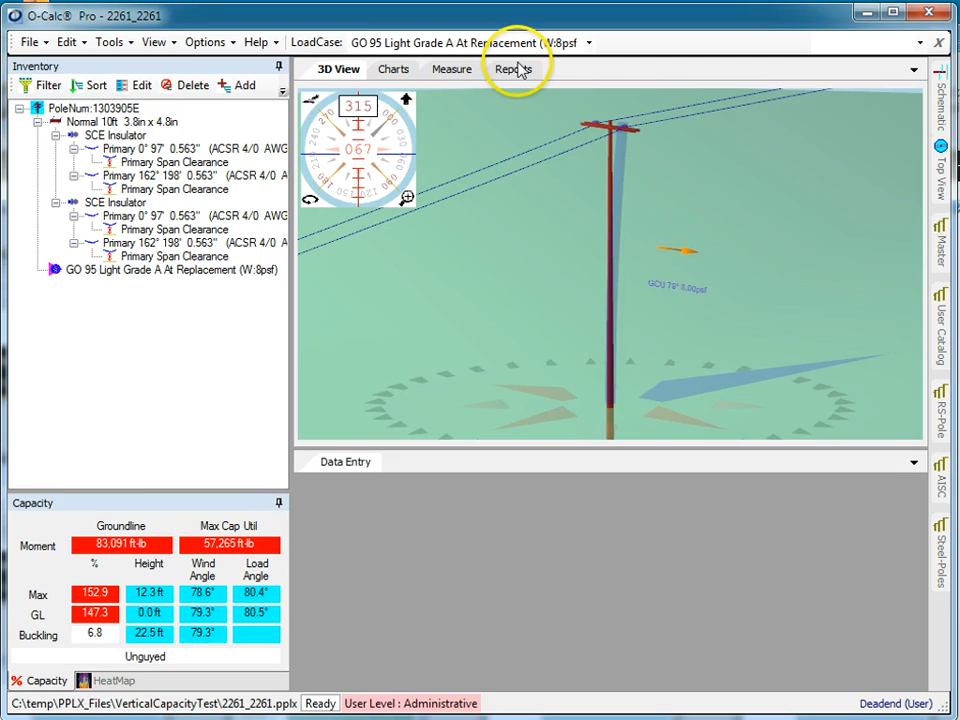 O-Calc® Pro - 2261_2261
File Edit Tools View Options Help LoadCase: GO 95 Light Grade A At Replacement (W:8psf
Inventory
Filter Sort Edit Delete Add
PoleNum:1303905E
Normal 10ft 3.8in x 4.8in
SCE Insulator
Primary 0° 97' 0.563" (ACSR 4/0 AWG
Primary Span Clearance
Primary 162° 198' 0.563" (ACSR 4/0 A
Primary Span Clearance
SCE Insulator
Primary 0° 97' 0.563" (ACSR 4/0 AWG
Primary Span Clearance
Primary 162° 198' 0.563" (ACSR 4/0 A
Primary Span Clearance
GO 95 Light Grade A At Replacement (W:8psf)
3D View Charts Measure Reports
315
067
GCU 79° 8.00psf
Data Entry
Capacity
Groundline Max Cap Util
Moment 83,091 ft-lb 57,265 ft-lb
% Height Wind Angle Load Angle
Max 152.9 12.3 ft 78.6° 80.4°
GL 147.3 0.0 ft 79.3° 80.5°
Buckling 6.8 22.5 ft 79.3°
Unguyed
% Capacity HeatMap
C:\temp\PPLX_Files\VerticalCapacityTest\2261_2261.pplx Ready User Level : Administrative Deadend (User)
Schematic
Top View
Master
User Catalog
RS-Pole
AISC
Steel-Poles